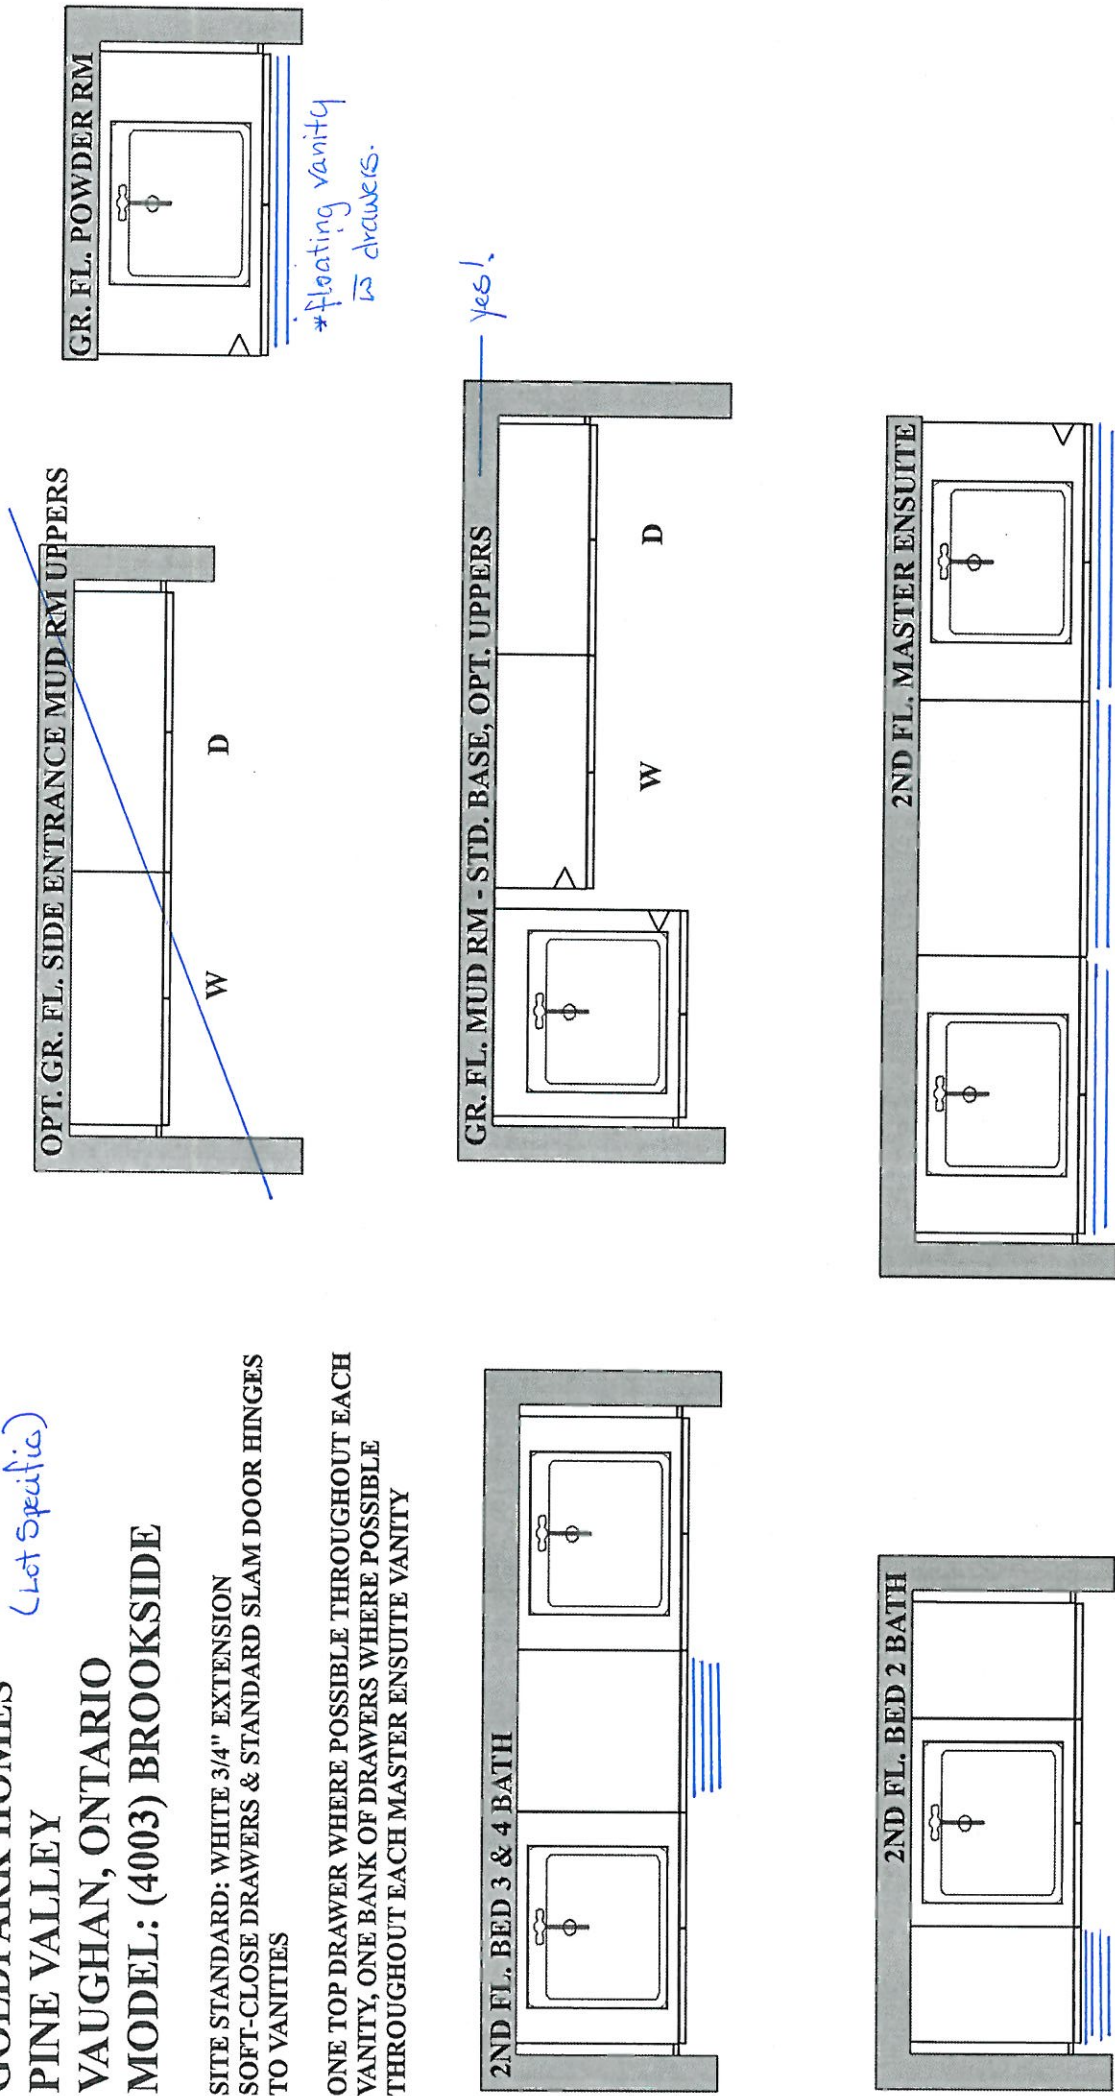 GOLDPARK HOMES
(Lot Specific)
PINE VALLEY
VAUGHAN, ONTARIO
MODEL: (4003) BROOKSIDE
SITE STANDARD: WHITE 3/4" EXTENSION
SOFT-CLOSE DRAWERS & STANDARD SLAM DOOR HINGES
TO VANITIES
ONE TOP DRAWER WHERE POSSIBLE THROUGHOUT EACH
VANITY, ONE BANK OF DRAWERS WHERE POSSIBLE
THROUGHOUT EACH MASTER ENSUITE VANITY
OPT. GR. FL. SIDE ENTRANCE MUD RM UPPERS
W
D
GR. FL. POWDER RM
*floating vanity
w drawers.
2ND FL. BED 3 & 4 BATH
GR. FL. MUD RM - STD. BASE, OPT. UPPERS
yes!
W
D
2ND FL. BED 2 BATH
2ND FL. MASTER ENSUITE